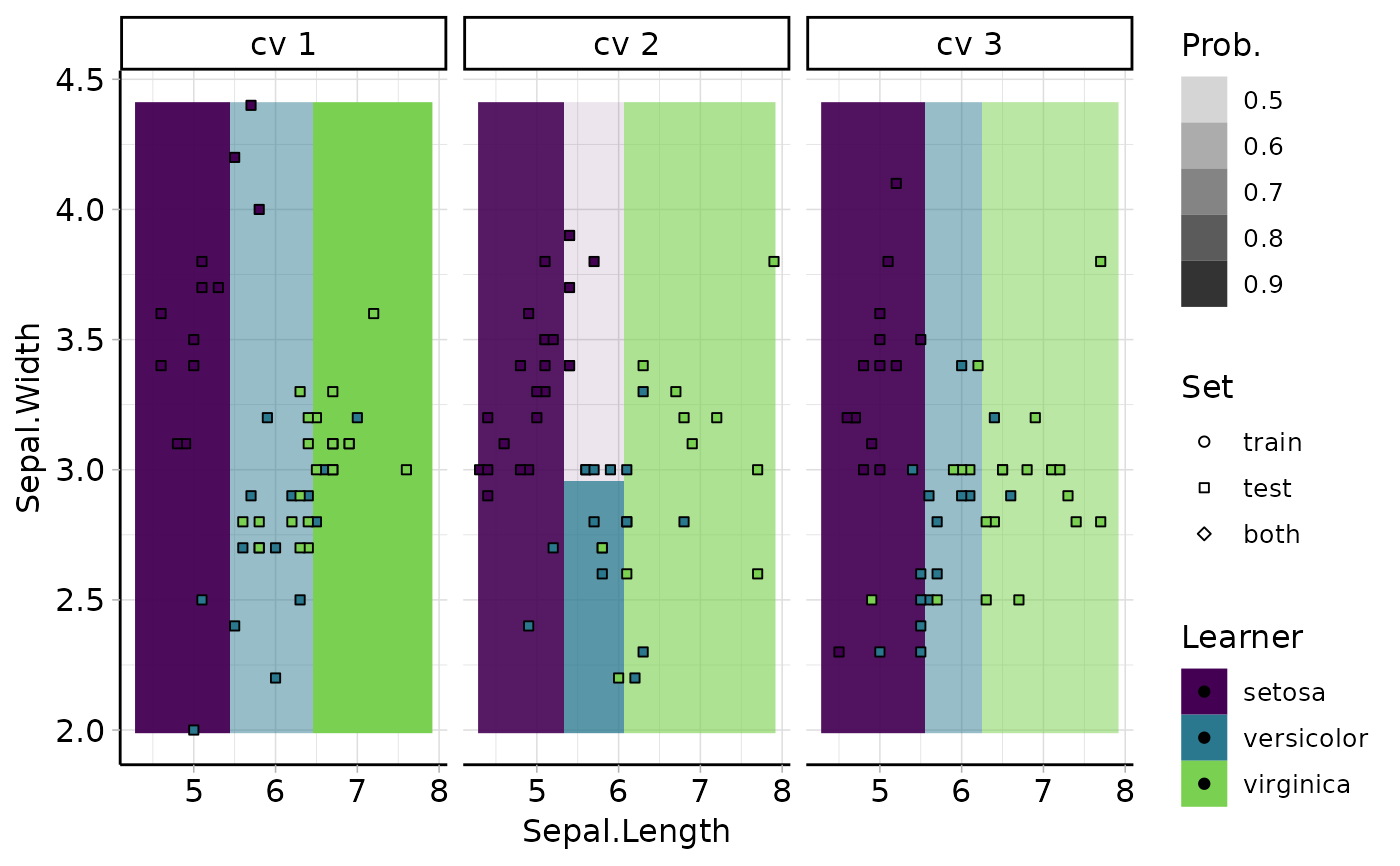 cv 1
cv 2
cv 3
4.5
4.0
3.5
3.0
2.5
2.0
Sepal.Width
5 6 7 8
5 6 7 8
5 6 7 8
Sepal.Length
Prob.
0.5
0.6
0.7
0.8
0.9
Set
train
test
both
Learner
setosa
versicolor
virginica